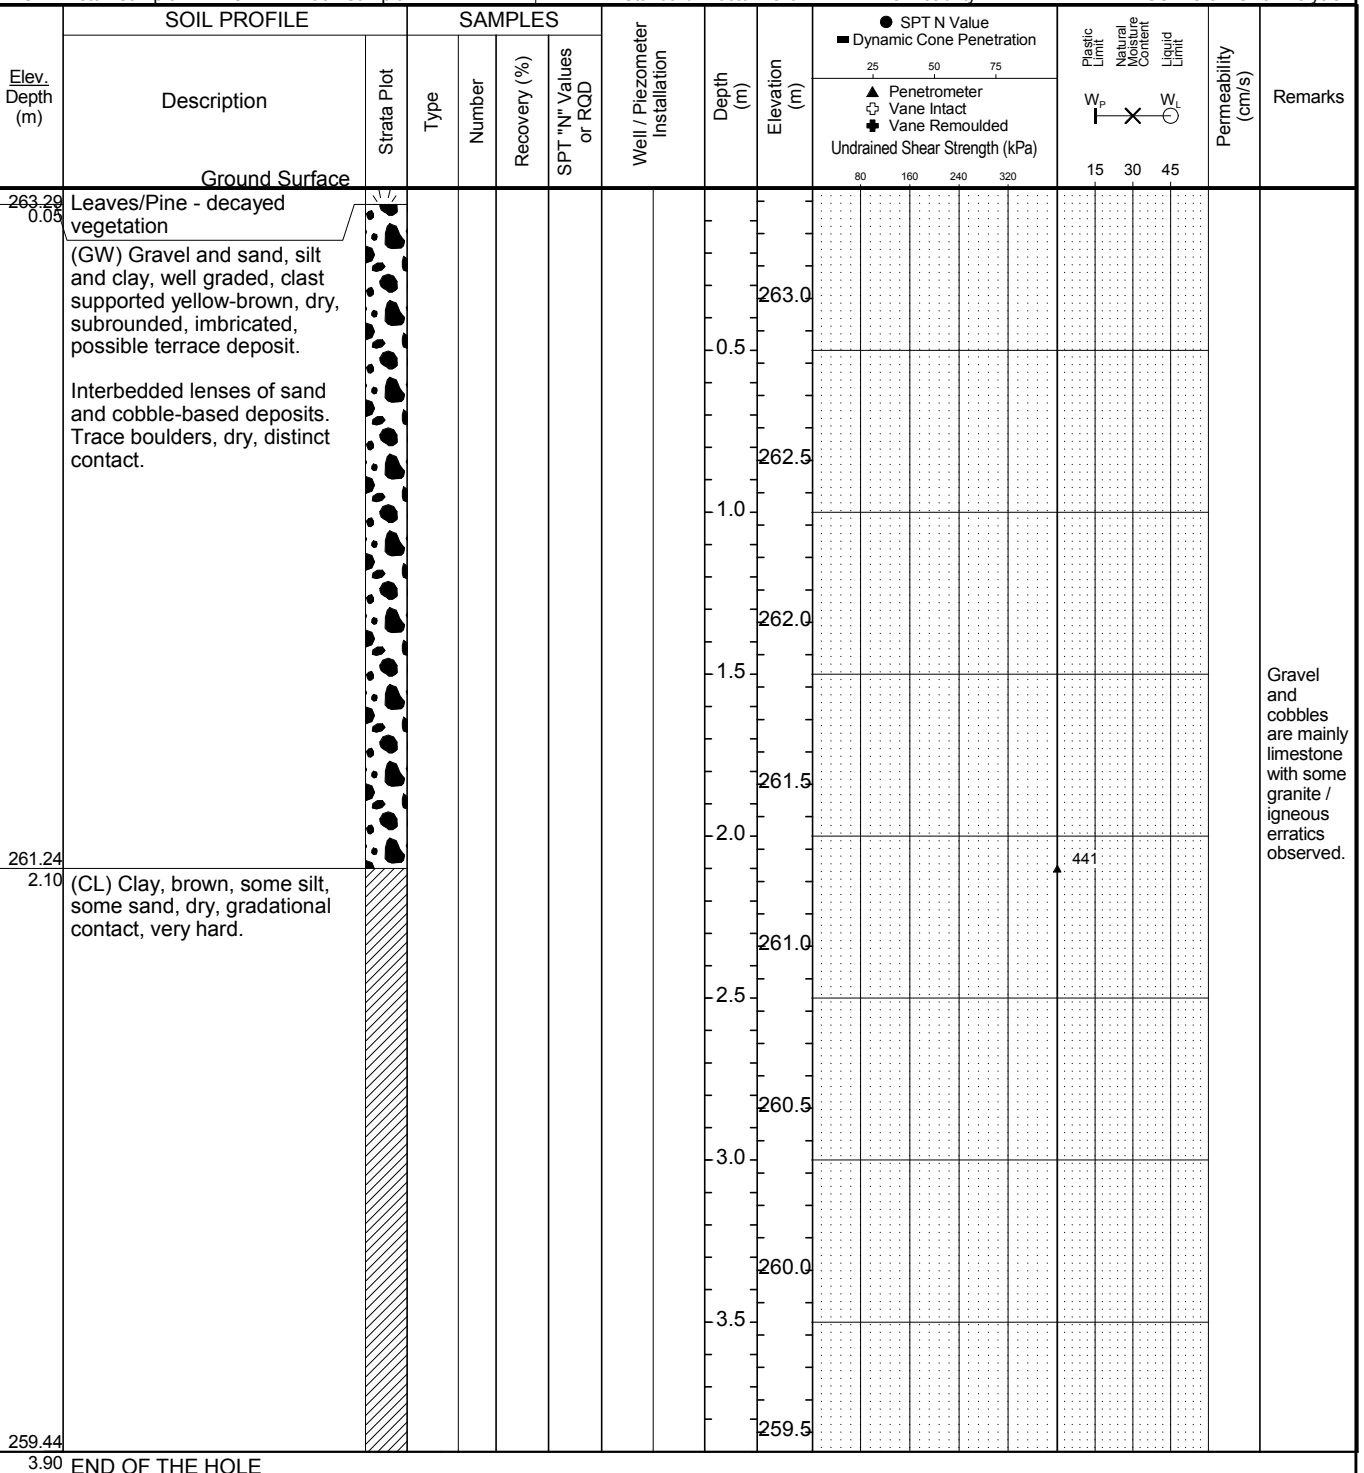 SOIL PROFILE
SAMPLES
Elev.
Depth
(m)
Description
Ground Surface
Strata Plot
Type
Number
Recovery (%)
SPT "N" Values
or RQD
Well / Piezometer
Installation
Depth
(m)
Elevation
(m)
SPT N Value
Dynamic Cone Penetration
25 50 75
Penetrometer
Vane Intact
Vane Remoulded
Undrained Shear Strength (kPa)
80 160 240 320
Plastic
Limit
Natural
Moisture
Content
Liquid
Limit
WP WL
15 30 45
Permeability
(cm/s)
Remarks
263.29
0.05
Leaves/Pine - decayed
vegetation
(GW) Gravel and sand, silt
and clay, well graded, clast
supported yellow-brown, dry,
subrounded, imbricated,
possible terrace deposit.
Interbedded lenses of sand
and cobble-based deposits.
Trace boulders, dry, distinct
contact.
261.24
2.10
(CL) Clay, brown, some silt,
some sand, dry, gradational
contact, very hard.
259.44
3.90
END OF THE HOLE
0.5
1.0
1.5
2.0
2.5
3.0
3.5
263.0
262.5
262.0
261.5
261.0
260.5
260.0
259.5
441
Gravel
and
cobbles
are mainly
limestone
with some
granite /
igneous
erratics
observed.